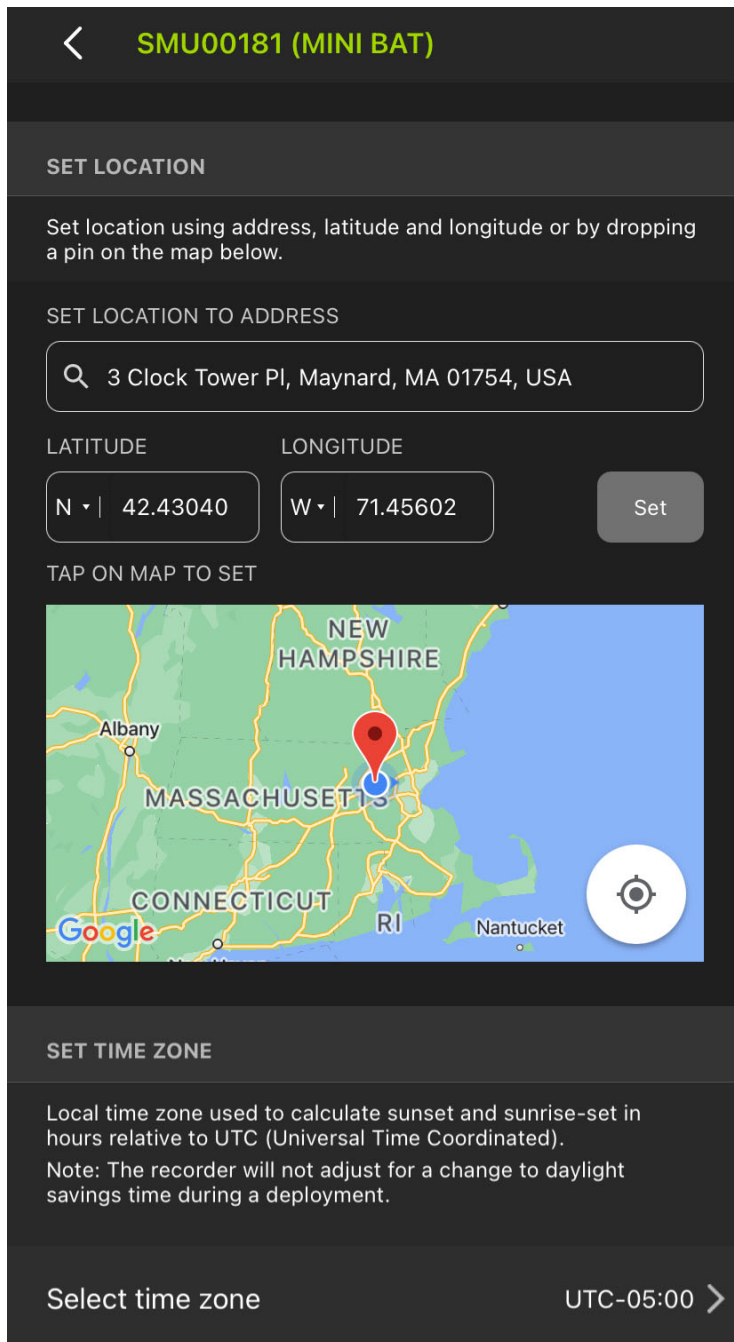 SMU00181 (MINI BAT)
SET LOCATION
Set location using address, latitude and longitude or by dropping
a pin on the map below.
SET LOCATION TO ADDRESS
3 Clock Tower Pl, Maynard, MA 01754, USA
LATITUDE LONGITUDE
N 42.43040 W 71.45602 Set
TAP ON MAP TO SET
NEW
HAMPSHIRE
Albany
MASSACHUSETTS
CONNECTICUT
RI
Nantucket
Google
SET TIME ZONE
Local time zone used to calculate sunset and sunrise-set in
hours relative to UTC (Universal Time Coordinated).
Note: The recorder will not adjust for a change to daylight
savings time during a deployment.
Select time zone UTC-05:00